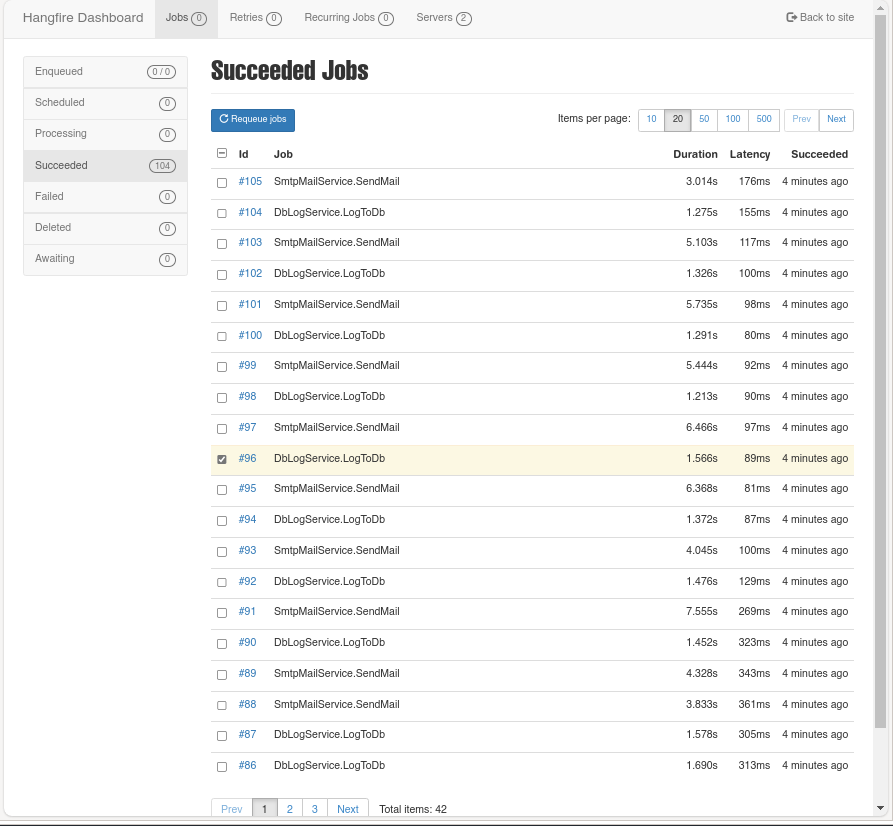 Hangfire Dashboard Jobs 0 Retries 0 Recurring Jobs 0 Servers 2 Back to site
Enqueued 0 / 0
Scheduled 0
Processing 0
Succeeded 104
Failed 0
Deleted 0
Awaiting 0
Succeeded Jobs
Requeue jobs Items per page: 10 20 50 100 500 Prev Next
Id Job Duration Latency Succeeded
#105 SmtpMailService.SendMail 3.014s 176ms 4 minutes ago
#104 DbLogService.LogToDb 1.275s 155ms 4 minutes ago
#103 SmtpMailService.SendMail 5.103s 117ms 4 minutes ago
#102 DbLogService.LogToDb 1.326s 100ms 4 minutes ago
#101 SmtpMailService.SendMail 5.735s 98ms 4 minutes ago
#100 DbLogService.LogToDb 1.291s 80ms 4 minutes ago
#99 SmtpMailService.SendMail 5.444s 92ms 4 minutes ago
#98 DbLogService.LogToDb 1.213s 90ms 4 minutes ago
#97 SmtpMailService.SendMail 6.466s 97ms 4 minutes ago
#96 DbLogService.LogToDb 1.566s 89ms 4 minutes ago
#95 SmtpMailService.SendMail 6.368s 81ms 4 minutes ago
#94 DbLogService.LogToDb 1.372s 87ms 4 minutes ago
#93 SmtpMailService.SendMail 4.045s 100ms 4 minutes ago
#92 DbLogService.LogToDb 1.476s 129ms 4 minutes ago
#91 SmtpMailService.SendMail 7.555s 269ms 4 minutes ago
#90 DbLogService.LogToDb 1.452s 323ms 4 minutes ago
#89 SmtpMailService.SendMail 4.328s 343ms 4 minutes ago
#88 SmtpMailService.SendMail 3.833s 361ms 4 minutes ago
#87 DbLogService.LogToDb 1.578s 305ms 4 minutes ago
#86 DbLogService.LogToDb 1.690s 313ms 4 minutes ago
Prev 1 2 3 Next Total items: 42